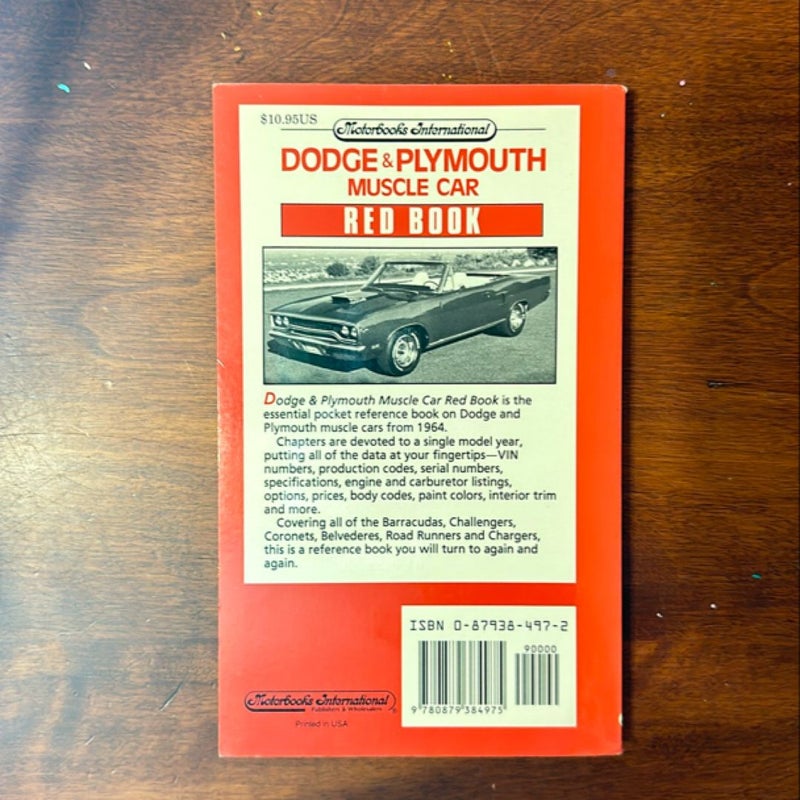 $10.95US
Motorbooks International
DODGE & PLYMOUTH
MUSCLE CAR
RED BOOK
Dodge & Plymouth Muscle Car Red Book is the
essential pocket reference book on Dodge and
Plymouth muscle cars from 1964.
Chapters are devoted to a single model year,
putting all of the data at your fingertips—VIN
numbers, production codes, serial numbers,
specifications, engine and carburetor listings,
options, prices, body codes, paint colors, interior trim
and more.
Covering all of the Barracudas, Challengers,
Coronets, Belvederes, Road Runners and Chargers,
this is a reference book you will turn to again and
again.
ISBN 0-87938-497-2
90000
9 780879 384975
Motorbooks International
Publishers & Wholesalers ®
Printed in USA